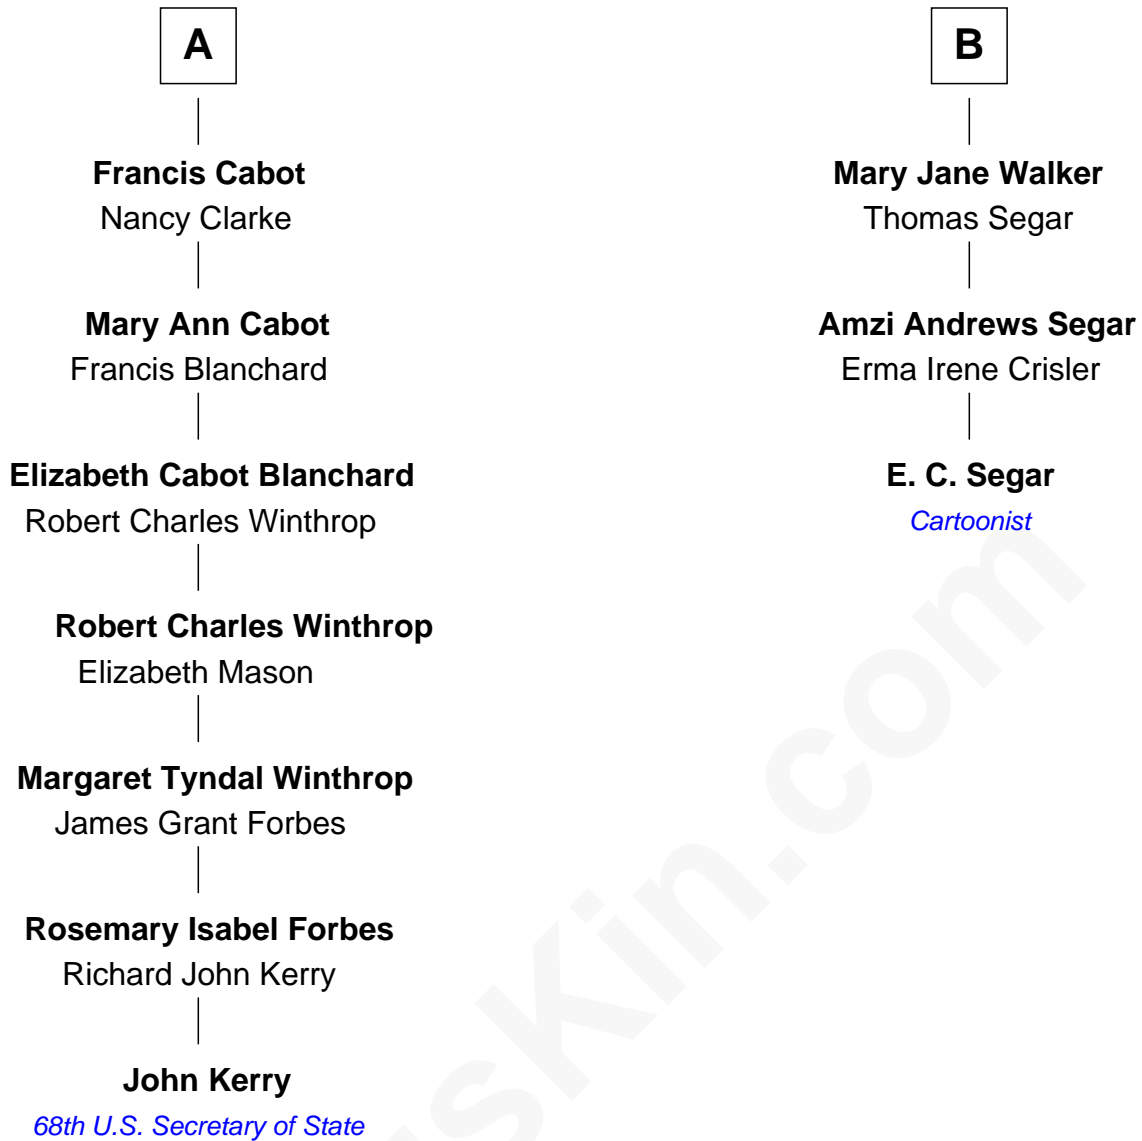 A
Francis Cabot
Nancy Clarke
Mary Ann Cabot
Francis Blanchard
Elizabeth Cabot Blanchard
Robert Charles Winthrop
Robert Charles Winthrop
Elizabeth Mason
Margaret Tyndal Winthrop
James Grant Forbes
Rosemary Isabel Forbes
Richard John Kerry
John Kerry
68th U.S. Secretary of State
B
Mary Jane Walker
Thomas Segar
Amzi Andrews Segar
Erma Irene Crisler
E. C. Segar
Cartoonist